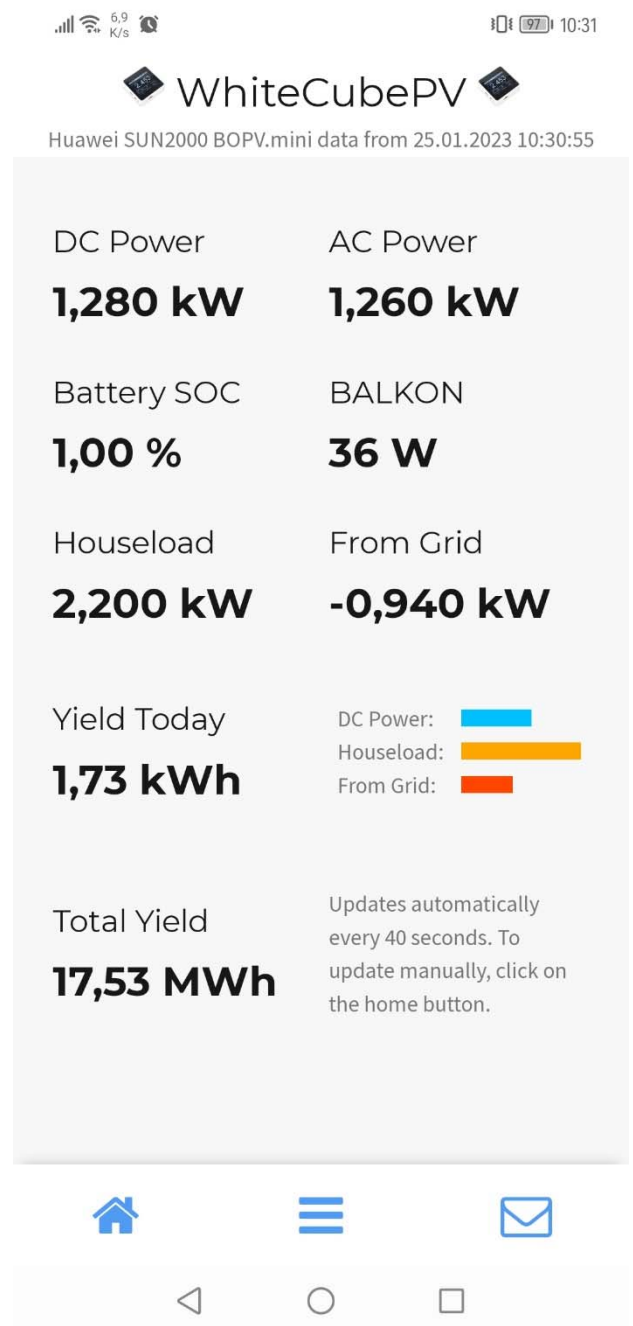 6,9
K/s
97
10:31
WhiteCubePV
Huawei SUN2000 BOPV.mini data from 25.01.2023 10:30:55
DC Power
AC Power
1,280 kW
1,260 kW
Battery SOC
BALKON
1,00 %
36 W
Houseload
From Grid
2,200 kW
-0,940 kW
Yield Today
1,73 kWh
DC Power:
Houseload:
From Grid:
Total Yield
17,53 MWh
Updates automatically
every 40 seconds. To
update manually, click on
the home button.